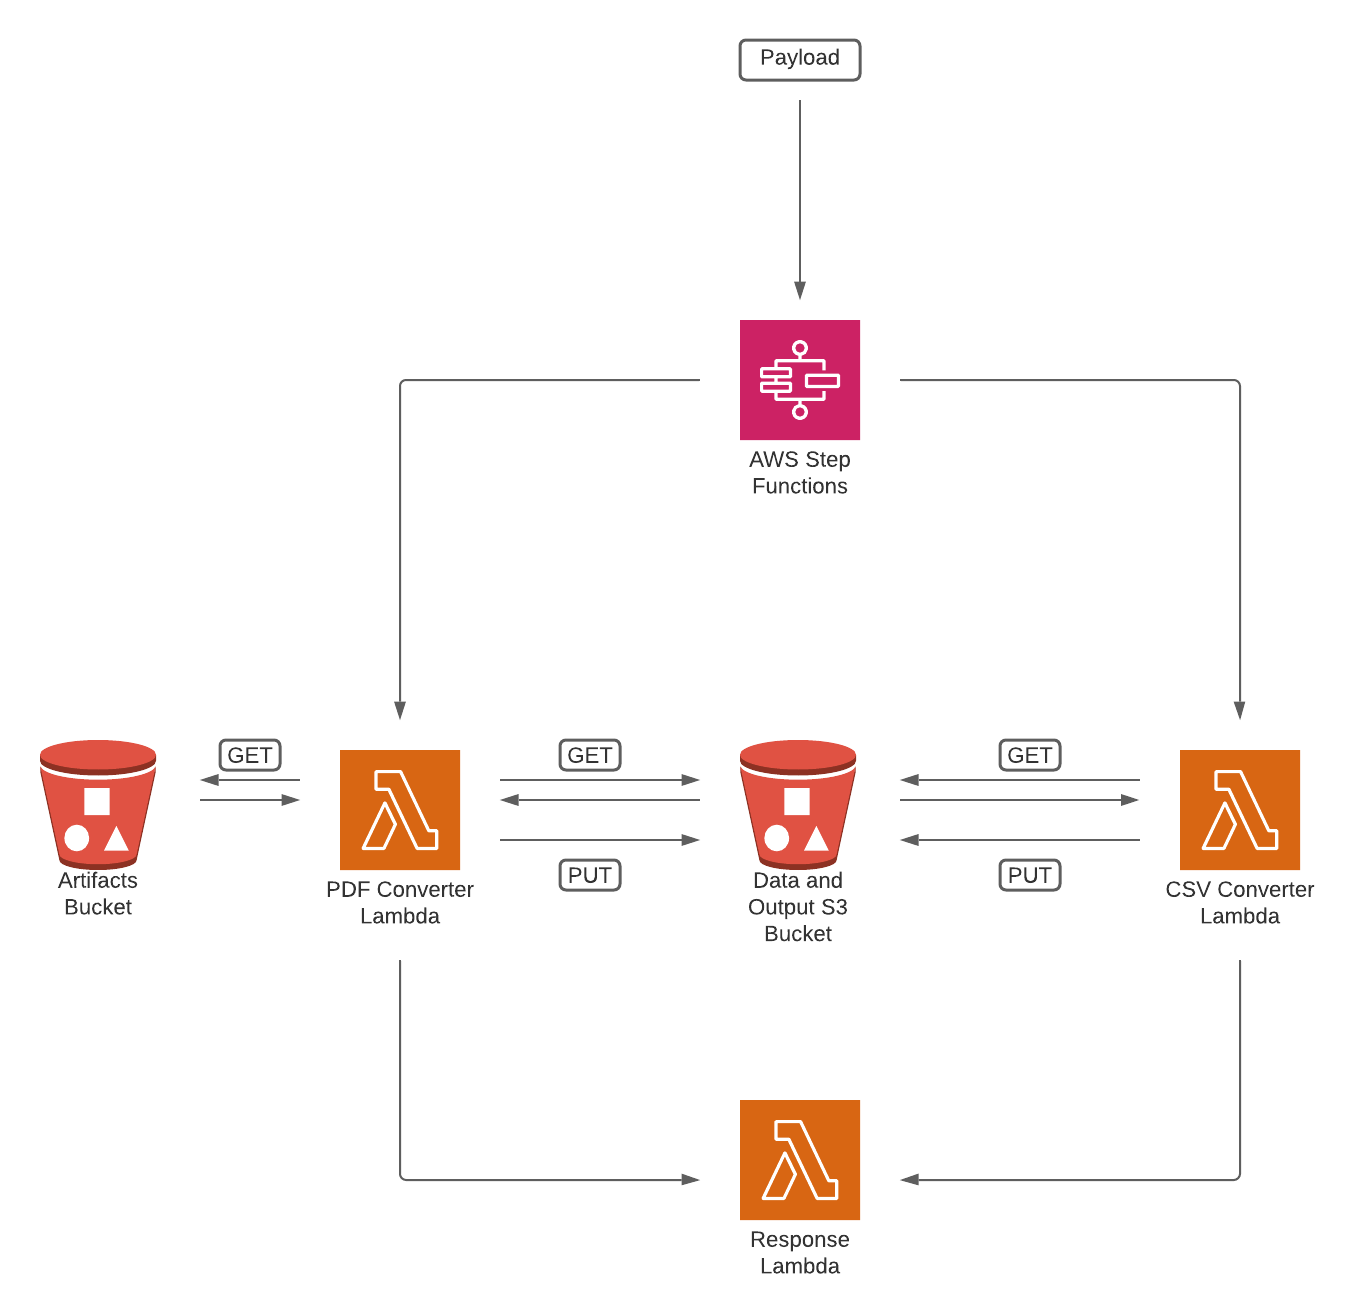 Payload
AWS Step
Functions
GET
GET
GET
PUT
PUT
Artifacts
Bucket
PDF Converter
Lambda
Data and
Output S3
Bucket
CSV Converter
Lambda
Response
Lambda